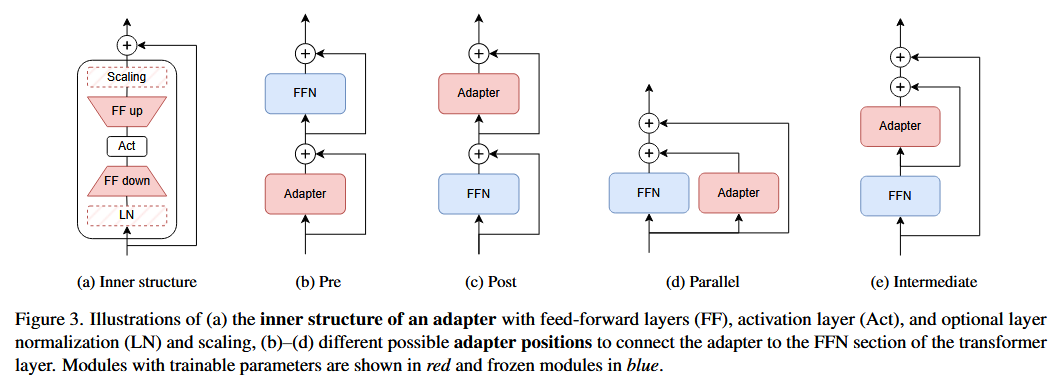 Scaling
FF up
Act
FF down
LN
(a) Inner structure
FFN
Adapter
(b) Pre
Adapter
FFN
(c) Post
FFN
Adapter
(d) Parallel
Adapter
FFN
(e) Intermediate
Figure 3. Illustrations of (a) the inner structure of an adapter with feed-forward layers (FF), activation layer (Act), and optional layer
normalization (LN) and scaling, (b)–(d) different possible adapter positions to connect the adapter to the FFN section of the transformer
layer. Modules with trainable parameters are shown in red and frozen modules in blue.